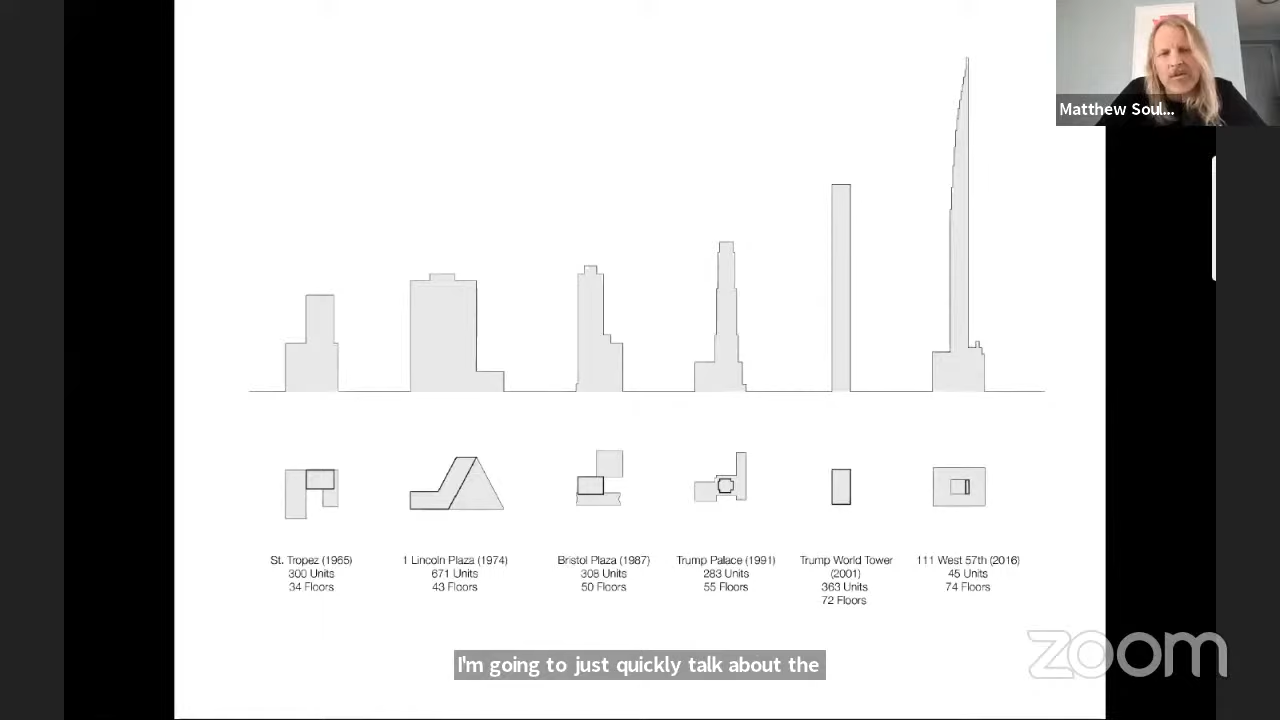 Matthew Soul...
St. Tropez (1965)
300 Units
34 Floors
1 Lincoln Plaza (1974)
671 Units
43 Floors
Bristol Plaza (1987)
308 Units
50 Floors
Trump Palace (1991)
283 Units
55 Floors
Trump World Tower
(2001)
363 Units
72 Floors
111 West 57th (2016)
45 Units
74 Floors
I'm going to just quickly talk about the
zoom